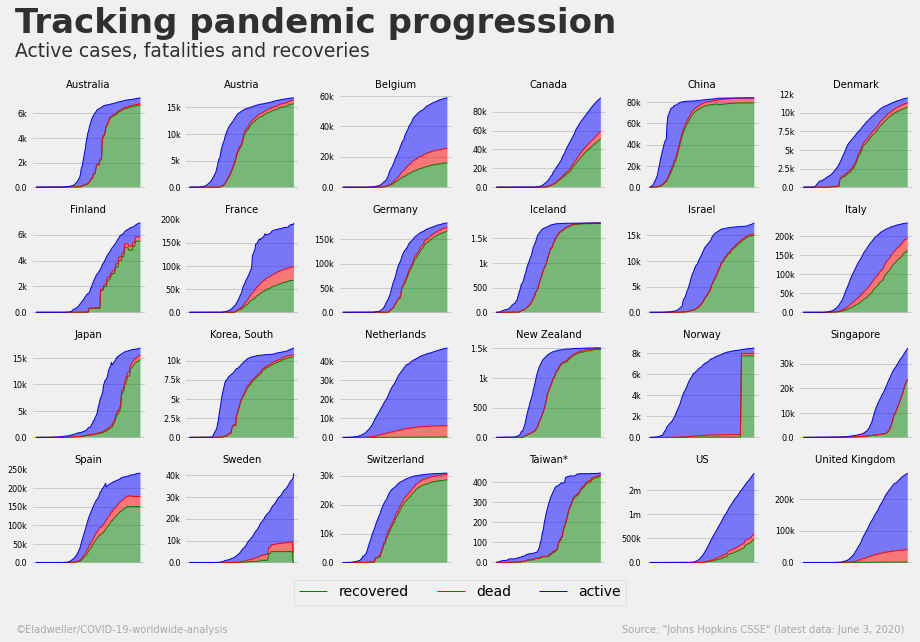 Tracking pandemic progression
Active cases, fatalities and recoveries
Australia Austria Belgium Canada China Denmark
6k 4k 2k 0.0
15k 10k 5k 0.0
60k 40k 20k 0.0
80k 60k 40k 20k 0.0
80k 60k 40k 20k 0.0
12k 10k 7.5k 5k 2.5k 0.0
Finland France Germany Iceland Israel Italy
6k 4k 2k 0.0
200k 150k 100k 50k 0.0
150k 100k 50k 0.0
1.5k 1k 500 0.0
15k 10k 5k 0.0
200k 150k 100k 50k 0.0
Japan Korea, South Netherlands New Zealand Norway Singapore
15k 10k 5k 0.0
10k 7.5k 5k 2.5k 0.0
40k 30k 20k 10k 0.0
1.5k 1k 500 0.0
8k 6k 4k 2k 0.0
30k 20k 10k 0.0
Spain Sweden Switzerland Taiwan* US United Kingdom
250k 200k 150k 100k 50k 0.0
40k 30k 20k 10k 0.0
30k 20k 10k 0.0
400 300 200 100 0.0
2m 1m 500k 0.0
200k 100k 0.0
recovered dead active
©Eladweller/COVID-19-worldwide-analysis
Source: "Johns Hopkins CSSE" (latest data: June 3, 2020)